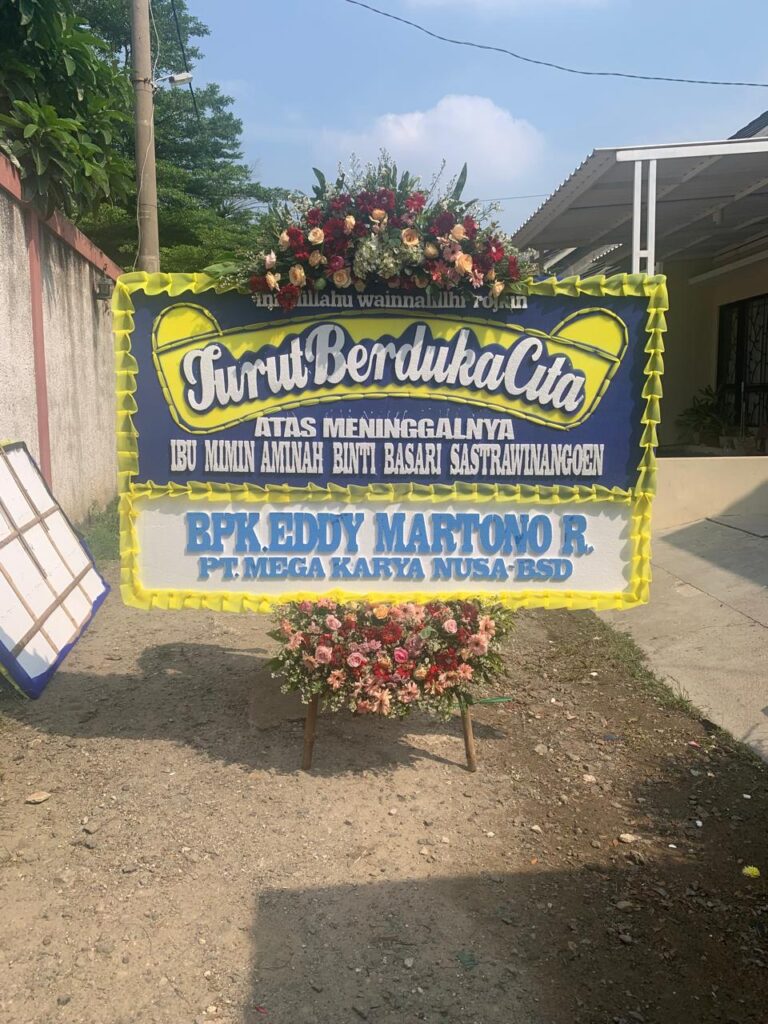 wainnailihi
Turut Berduka Cita
ATAS MENINGGALNYA
IBU MIMIN AMINAH BINTI BASARI SASTRAWINANGOEN
BPK.EDDY MARTONO R.
PT. MEGA KARYA NUSA-BSD